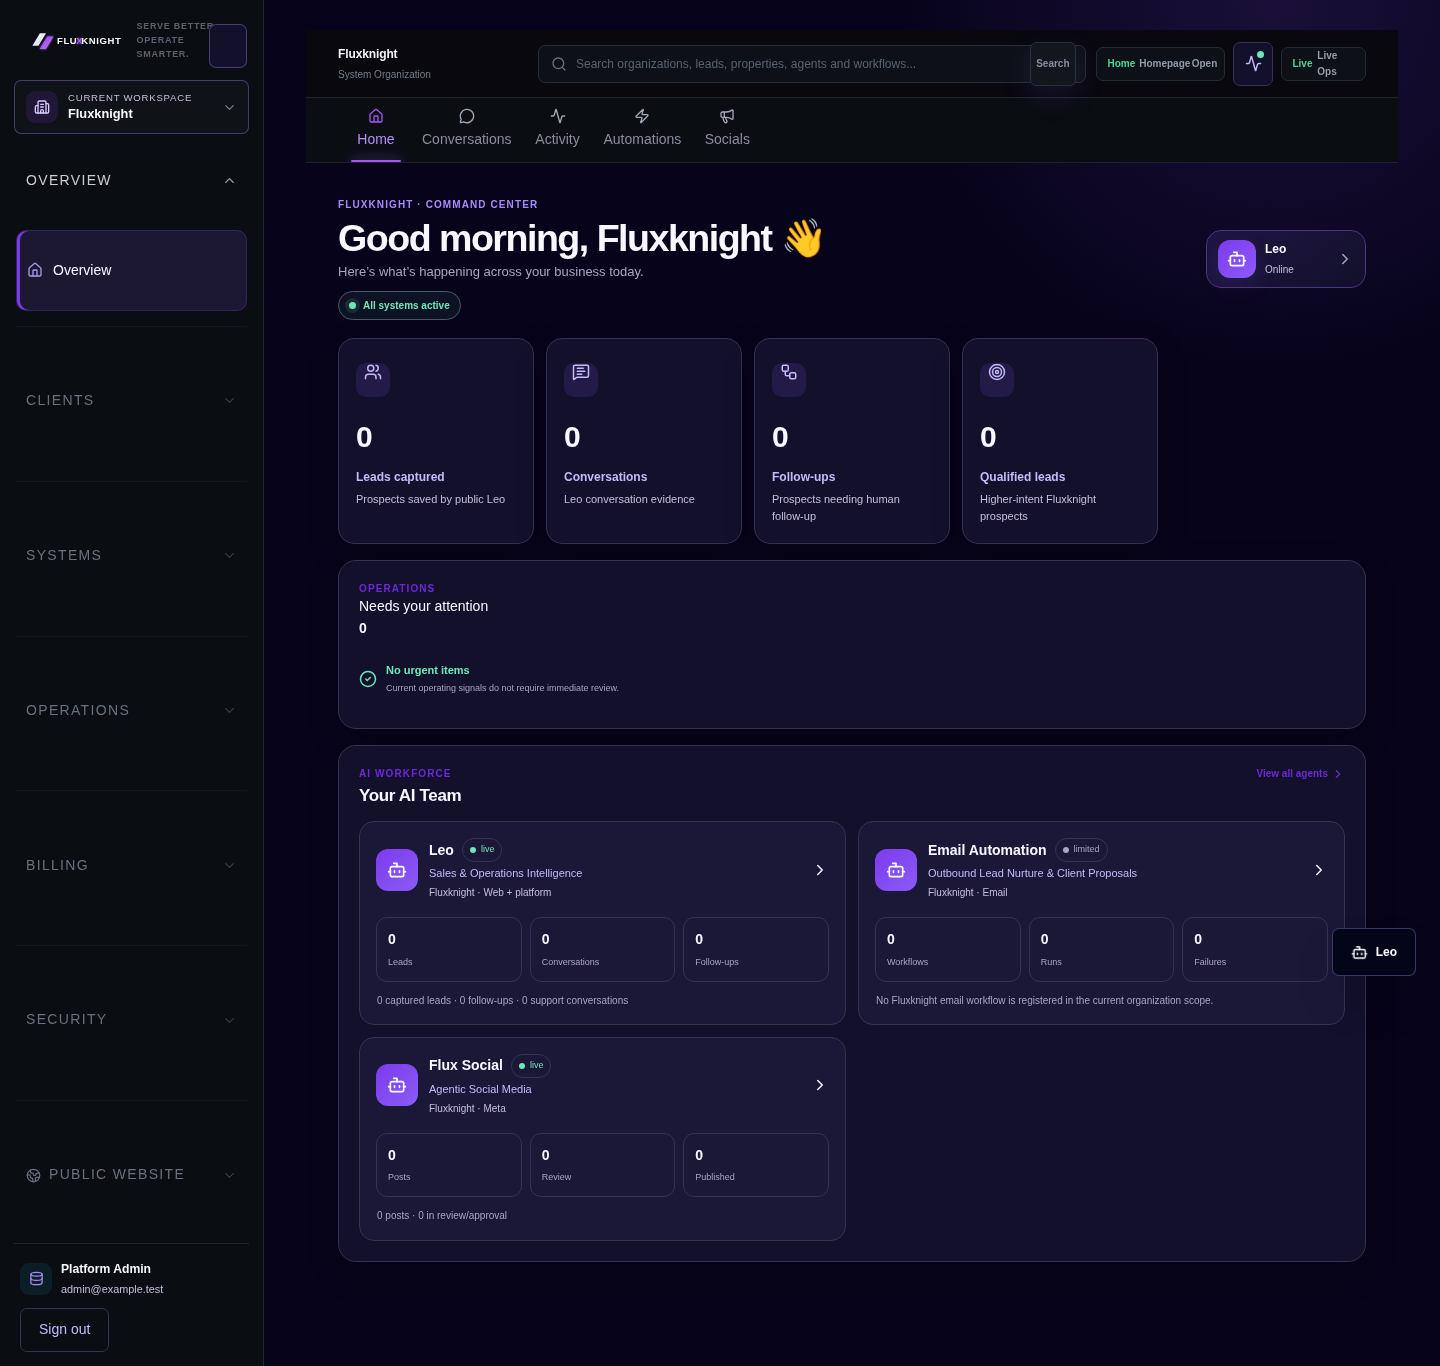 FLUXKNIGHT
SERVE BETTER
OPERATE
SMARTER.
CURRENT WORKSPACE
Fluxknight
OVERVIEW
Overview
CLIENTS
SYSTEMS
OPERATIONS
BILLING
SECURITY
PUBLIC WEBSITE
Platform Admin
admin@example.test
Sign out
Fluxknight
System Organization
Search organizations, leads, properties, agents and workflows...
Search
Home Homepage Open
Live Live
Ops
Home Conversations Activity Automations Socials
FLUXKNIGHT · COMMAND CENTER
Good morning, Fluxknight 👋
Here’s what’s happening across your business today.
All systems active
Leo
Online
0
Leads captured
Prospects saved by public Leo
0
Conversations
Leo conversation evidence
0
Follow-ups
Prospects needing human
follow-up
0
Qualified leads
Higher-intent Fluxknight
prospects
OPERATIONS
Needs your attention
0
No urgent items
Current operating signals do not require immediate review.
AI WORKFORCE
Your AI Team
View all agents
Leo live
Sales & Operations Intelligence
Fluxknight · Web + platform
0
Leads
0
Conversations
0
Follow-ups
0 captured leads · 0 follow-ups · 0 support conversations
Email Automation limited
Outbound Lead Nurture & Client Proposals
Fluxknight · Email
0
Workflows
0
Runs
0
Failures
No Fluxknight email workflow is registered in the current organization scope.
Leo
Flux Social live
Agentic Social Media
Fluxknight · Meta
0
Posts
0
Review
0
Published
0 posts · 0 in review/approval